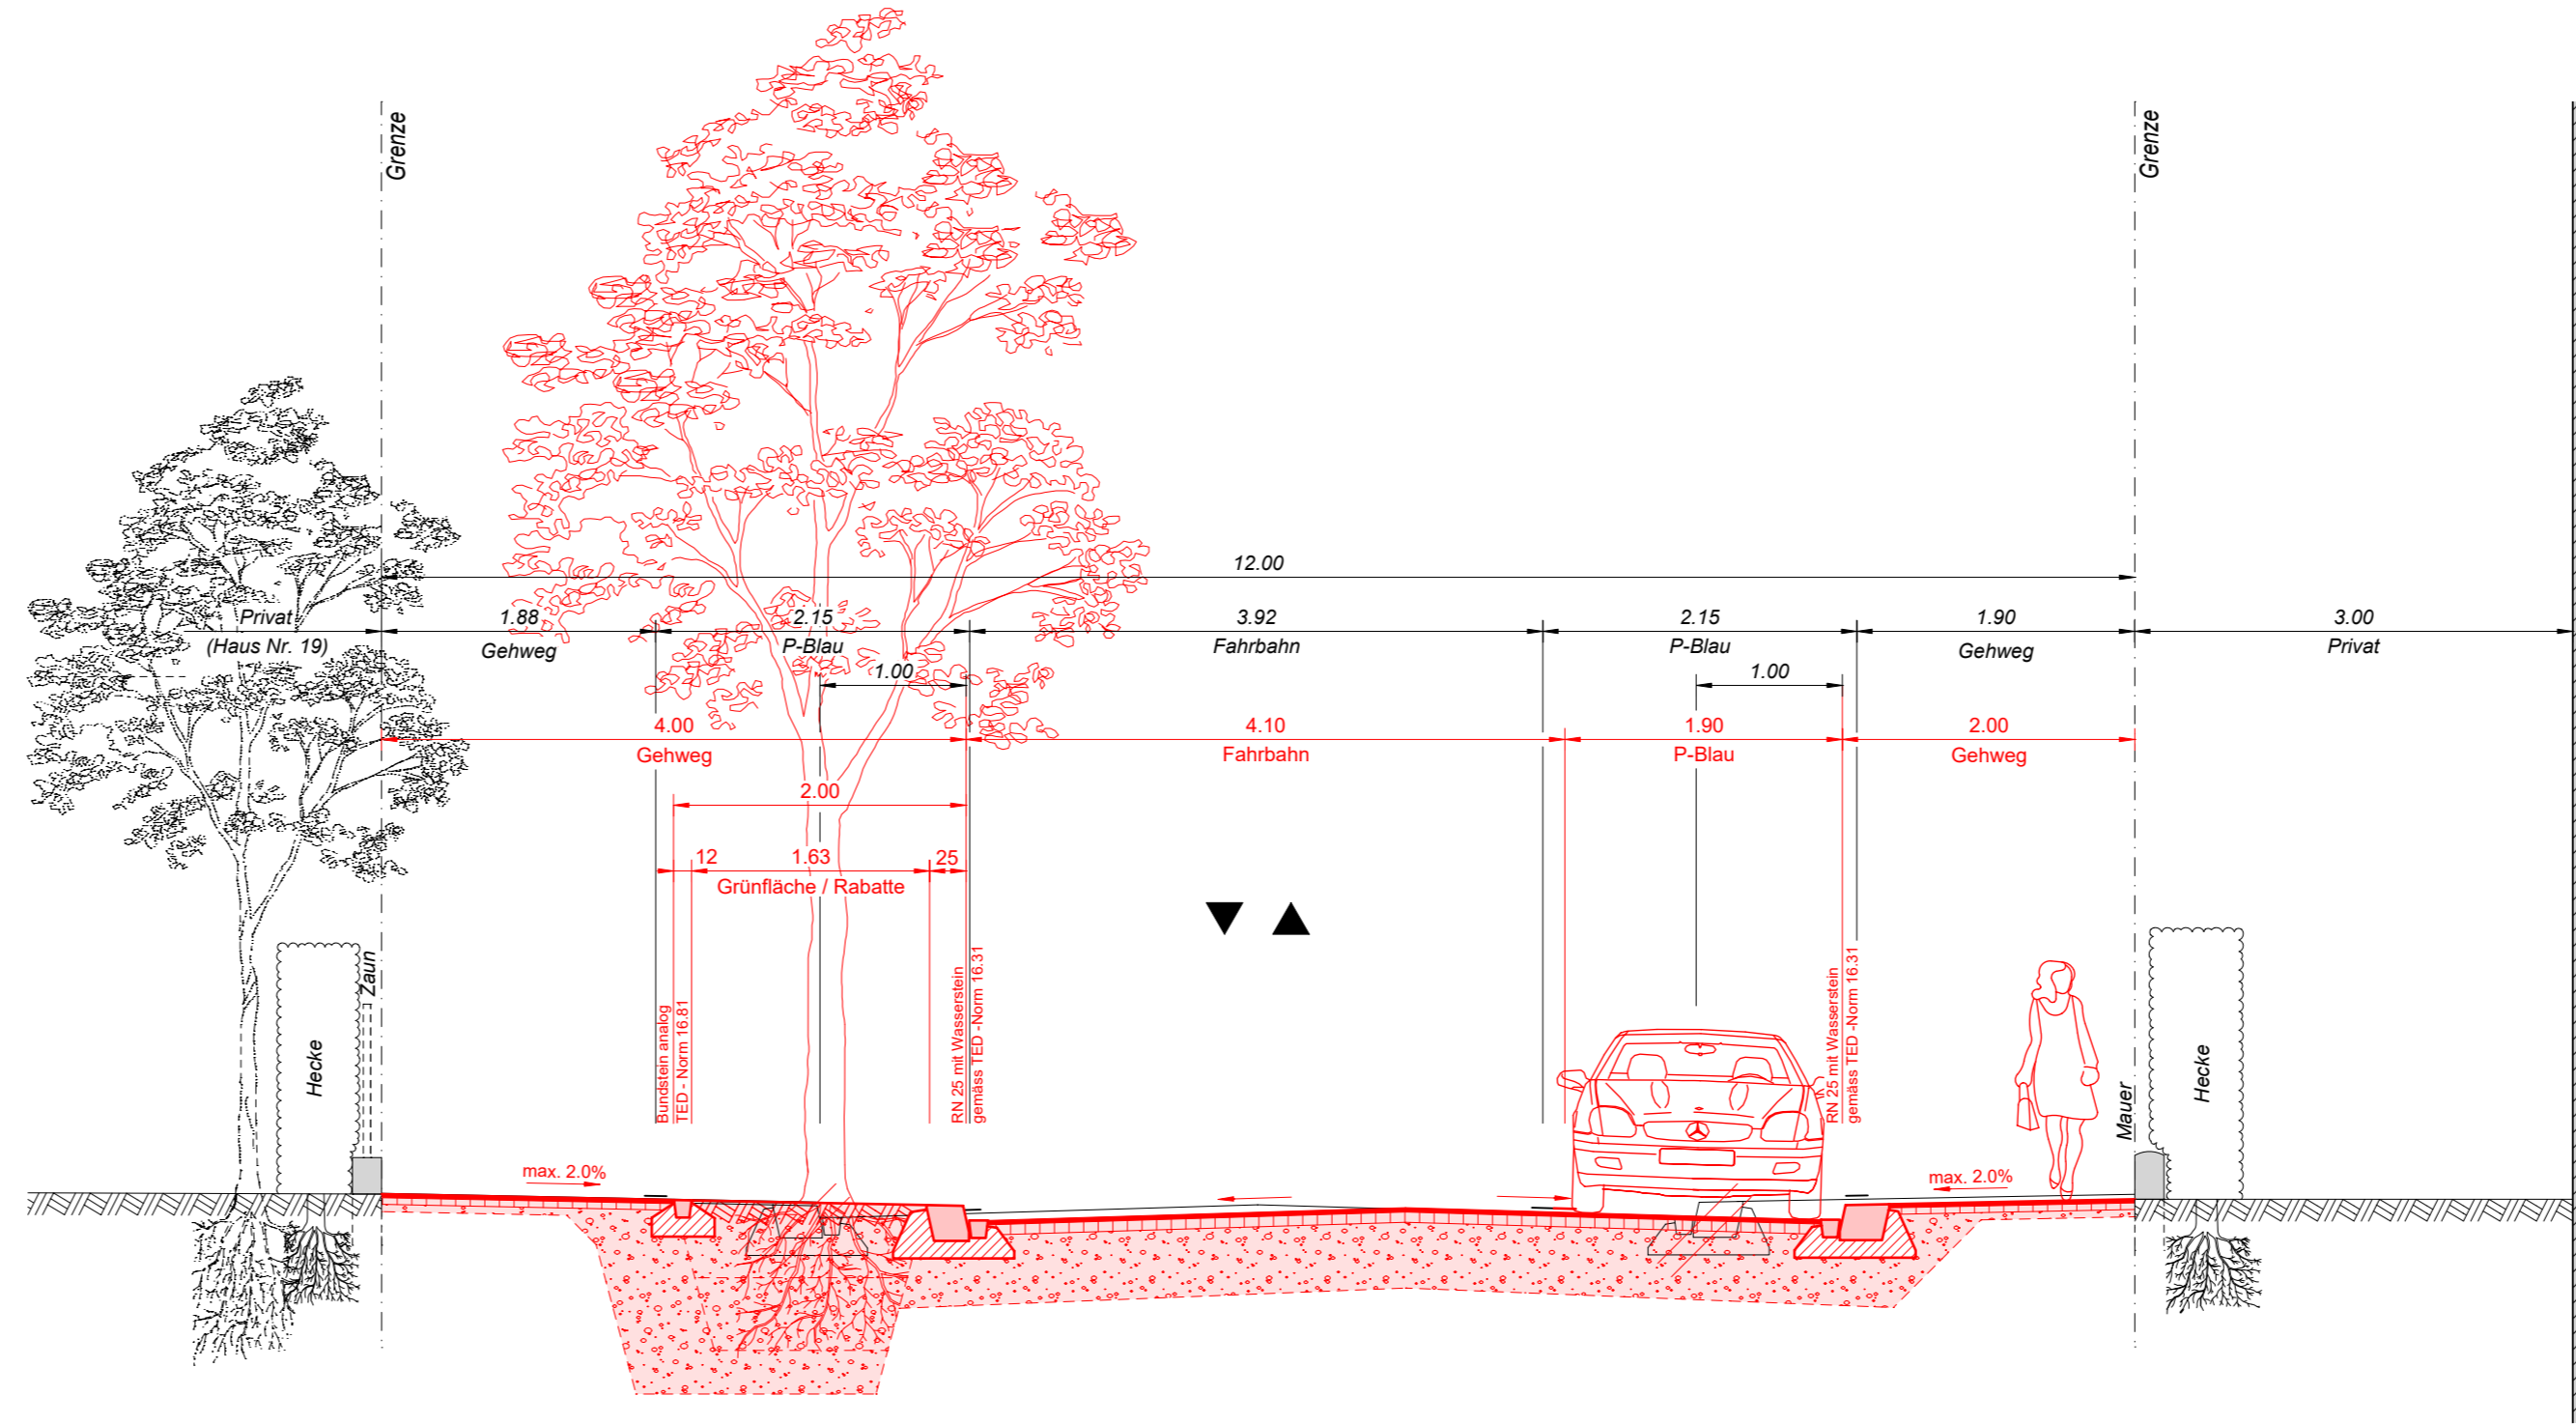 Grenze
Grenze
12.00
Privat
(Haus Nr. 19)
1.88
Gehweg
2.15
P-Blau
3.92
Fahrbahn
2.15
P-Blau
1.90
Gehweg
3.00
Privat
1.00
1.00
4.00
Gehweg
4.10
Fahrbahn
1.90
P-Blau
2.00
Gehweg
2.00
12
1.63
25
Grünfläche / Rabatte
Zaun
Hecke
Bundstein analog
TED - Norm 16.81
RN 25 mit Wasserstein
gemäss TED -Norm 16.31
RN 25 mit Wasserstein
gemäss TED -Norm 16.31
Mauer
Hecke
max. 2.0%
max. 2.0%